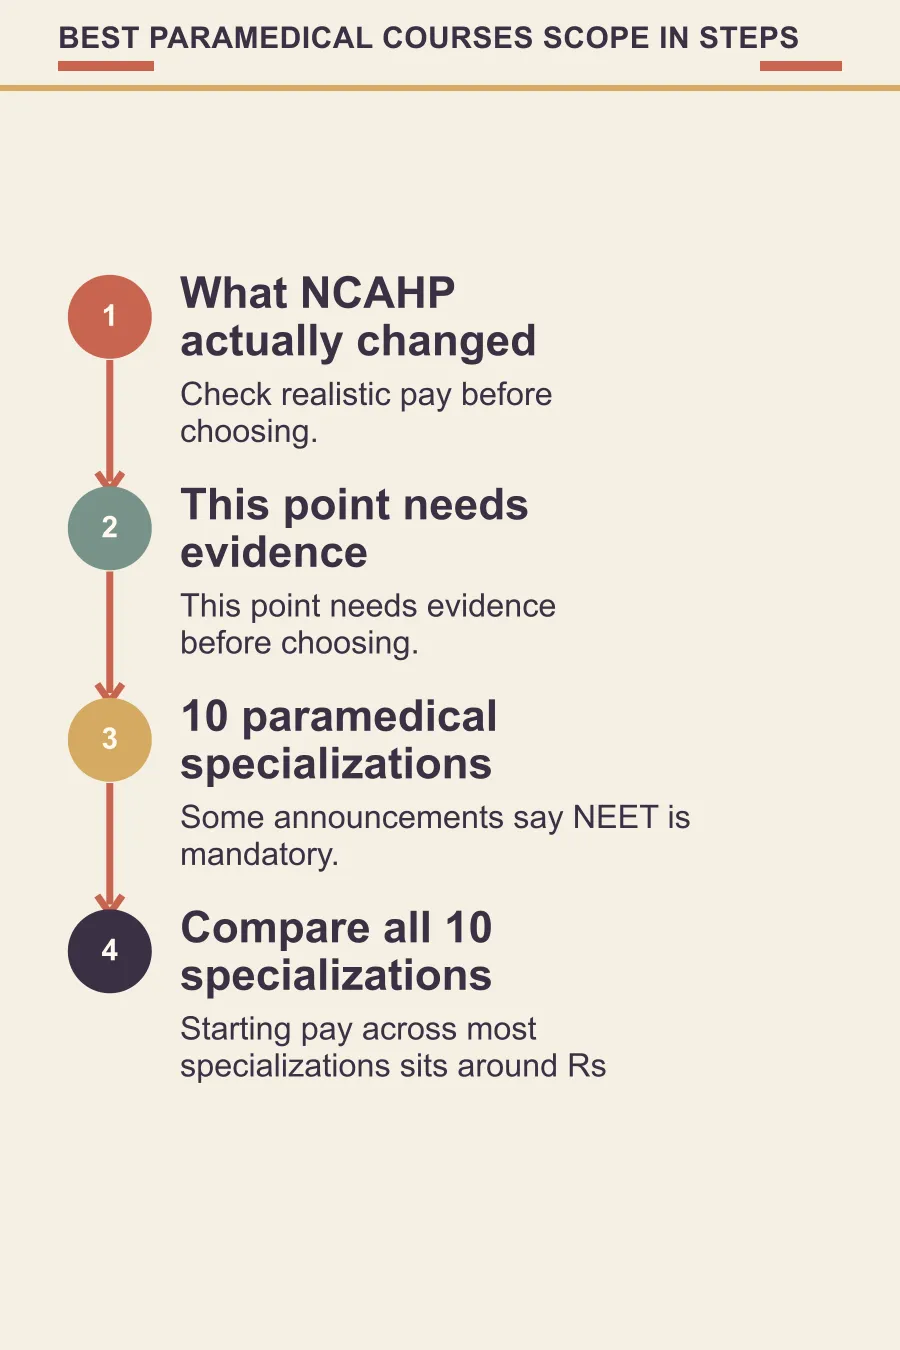 BEST PARAMEDICAL COURSES SCOPE IN STEPS
1
What NCAHP
actually changed
Check realistic pay before
choosing.
2
This point needs
evidence
This point needs evidence
before choosing.
3
10 paramedical
specializations
Some announcements say NEET is
mandatory.
4
Compare all 10
specializations
Starting pay across most
specializations sits around Rs